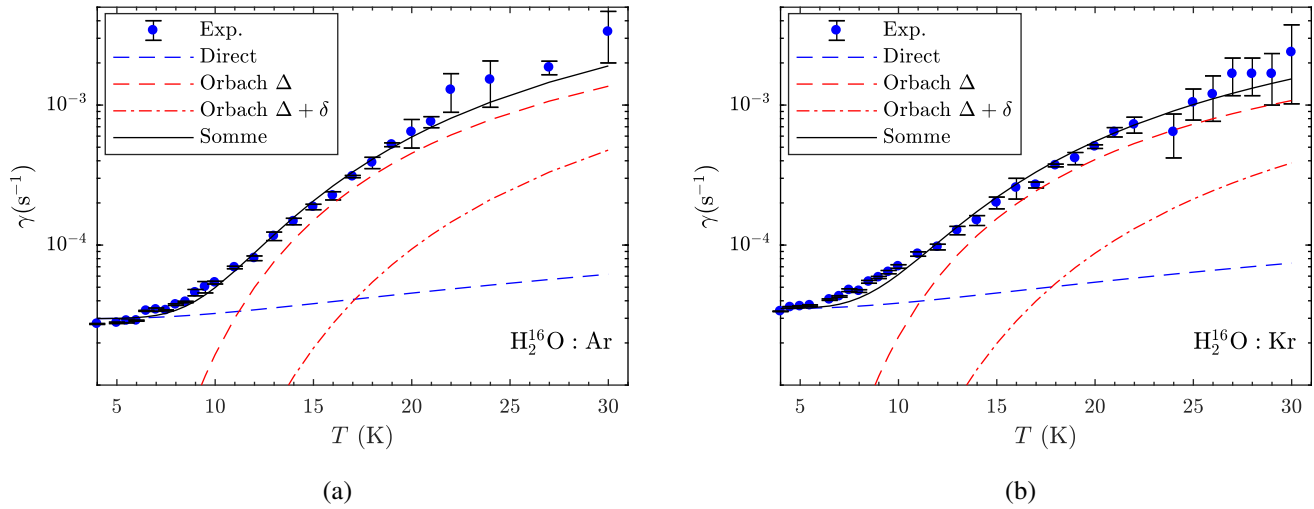 Exp.
Direct
Orbach Δ
Orbach Δ + δ
Somme
10⁻³
10⁻⁴
γ(s⁻¹)
H₂¹⁶O : Ar
5 10 15 20 25 30
T (K)
(a)
Exp.
Direct
Orbach Δ
Orbach Δ + δ
Somme
10⁻³
10⁻⁴
γ(s⁻¹)
H₂¹⁶O : Kr
5 10 15 20 25 30
T (K)
(b)